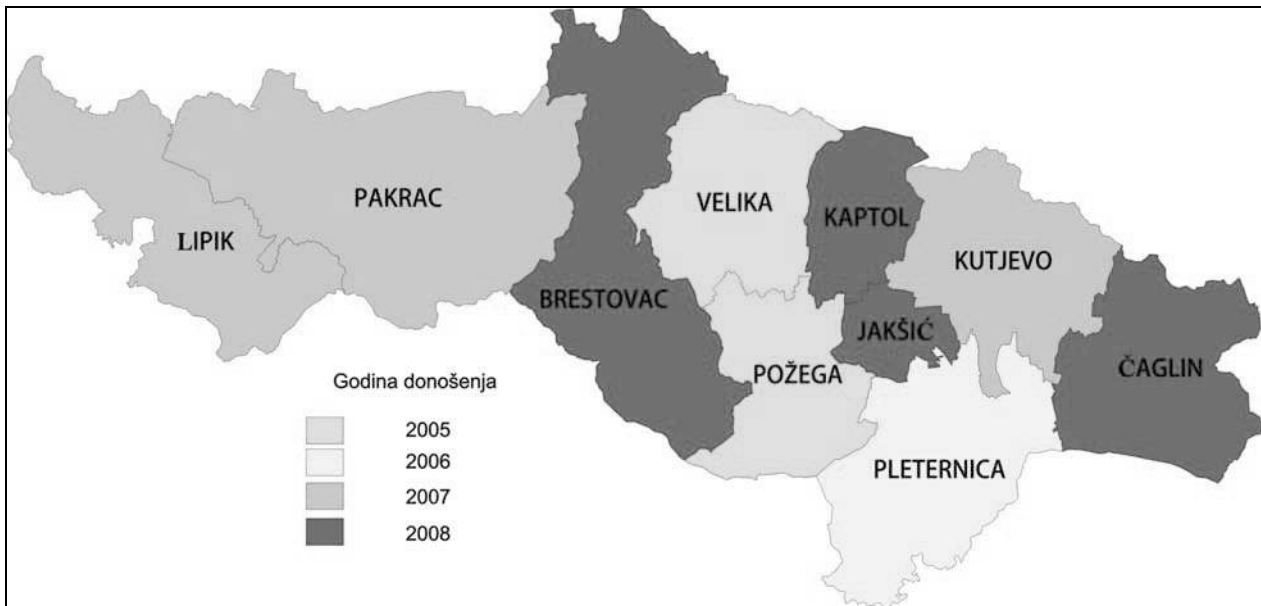 PAKRAC
VELIKA
KAPTOL
LIPIK
KUTJEVO
BRESTOVAC
JAKŠIĆ
POŽEGA
ČAGLIN
PLETERNICA
Godina donošenja
2005
2006
2007
2008